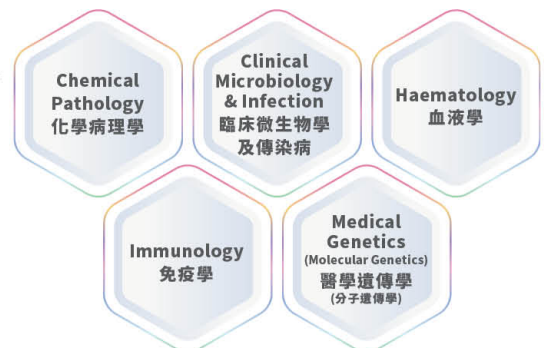 Chemical
Pathology
化學病理學
Clinical
Microbiology
& Infection
臨床微生物學
及傳染病
Haematology
血液學
Immunology
免疫學
Medical
Genetics
(Molecular Genetics)
醫學遺傳學
(分子遺傳學)